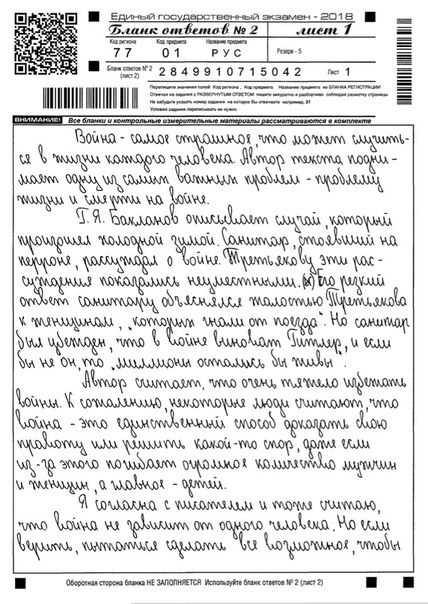 Единый государственный экзамен - 2018
Бланк ответов № 2 лист 1
Код региона Код предмета Название предмета
77 01 РУС Резерв - 5
Бланк ответов № 2
(лист 2) 2849910715042 Лист 1
Перепишите значения полей Код региона, Код предмета, Название предмета из БЛАНКА РЕГИСТРАЦИИ
Отвечая на задания с РАЗВЕРНУТЫМ ОТВЕТОМ пишите аккуратно и разборчиво соблюдая разметку страницы
Не забудьте указать номер задания на которое Вы отвечаете например, 31
Условия задания переписывать не нужно
ВНИМАНИЕ! Все бланки и контрольные измерительные материалы рассматриваются в комплекте
Война - самое страшное, что может случить-
ся в жизни каждого человека. Автор текста подни-
мает одну из самых важных проблем - проблему
жизни и смерти на войне.
Г.Я. Бакланов описывает случай, который
произошел холодной зимой. Санитар, стоявший на
перроне, рассуждал о войне. Третьякову эти рас-
суждения показались неуместными. Его резкий
ответ санитару объяснялся жалостью Третьякова
к женщинам, „которых гнали от поезда". Но санитар
был убежден, что в войне виноват Гитлер, и если
бы не он, то „миллионы остались бы живы".
Автор считает, что очень тяжело избежать
войны. К сожалению, некоторые люди считают, что
война - это единственный способ доказать свою
правоту или решить какой-то спор, даже если
из-за этого погибает огромное количество мужчин
и женщин, а главное - детей.
Я согласна с писателем и тоже считаю,
что война не зависит от одного человека. Но если
верить, пытаться сделать все возможное, чтобы
Оборотная сторона бланка НЕ ЗАПОЛНЯЕТСЯ Используйте бланк ответов № 2 (лист 2)